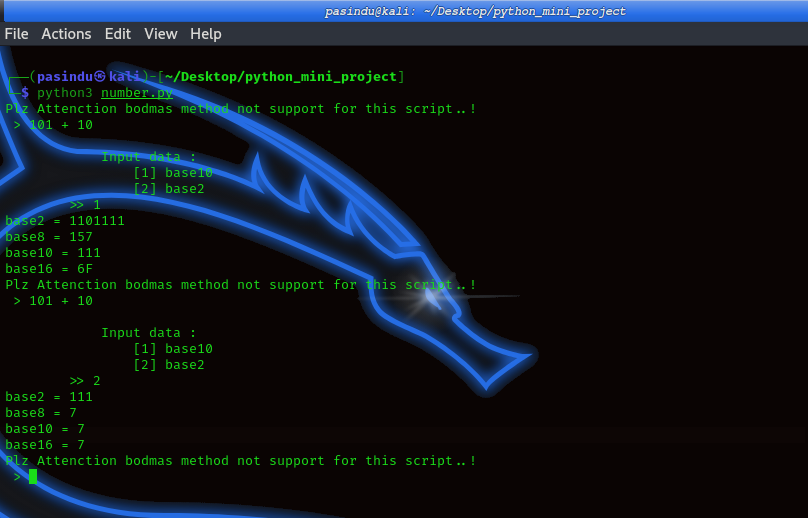 pasindu@kali: ~/Desktop/python_mini_project
File Actions Edit View Help
┌──(pasindu㉿kali)-[~/Desktop/python_mini_project]
└─$ python3 number.py
Plz Attenction bodmas method not support for this script..!
> 101 + 10
Input data :
[1] base10
[2] base2
>> 1
base2 = 1101111
base8 = 157
base10 = 111
base16 = 6F
Plz Attenction bodmas method not support for this script..!
> 101 + 10
Input data :
[1] base10
[2] base2
>> 2
base2 = 111
base8 = 7
base10 = 7
base16 = 7
Plz Attenction bodmas method not support for this script..!
>